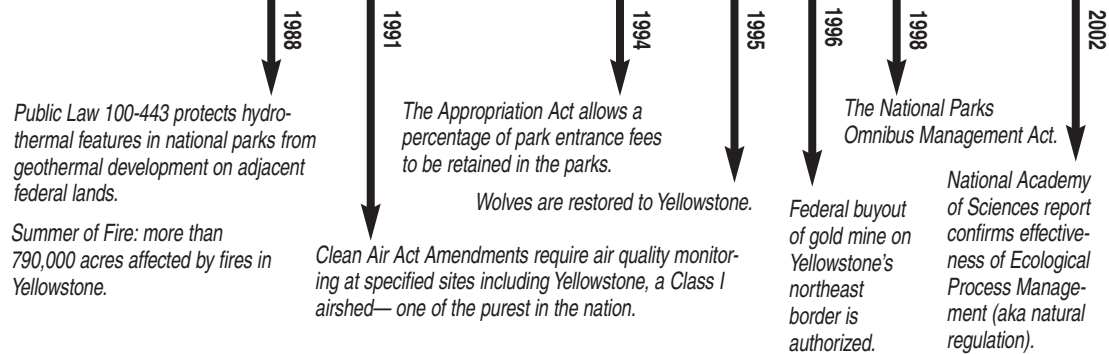 1988
1991
1994
1995
1996
1998
2002
Public Law 100-443 protects hydro-
thermal features in national parks from
geothermal development on adjacent
federal lands.
Summer of Fire: more than
790,000 acres affected by fires in
Yellowstone.
Clean Air Act Amendments require air quality monitor-
ing at specified sites including Yellowstone, a Class I
airshed— one of the purest in the nation.
The Appropriation Act allows a
percentage of park entrance fees
to be retained in the parks.
Wolves are restored to Yellowstone.
Federal buyout
of gold mine on
Yellowstone's
northeast
border is
authorized.
The National Parks
Omnibus Management Act.
National Academy
of Sciences report
confirms effective-
ness of Ecological
Process Manage-
ment (aka natural
regulation).